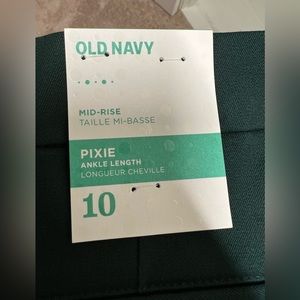 OLD NAVY
MID-RISE
TAILLE MI-BASSE
PIXIE
ANKLE LENGTH
LONGUEUR CHEVILLE
10